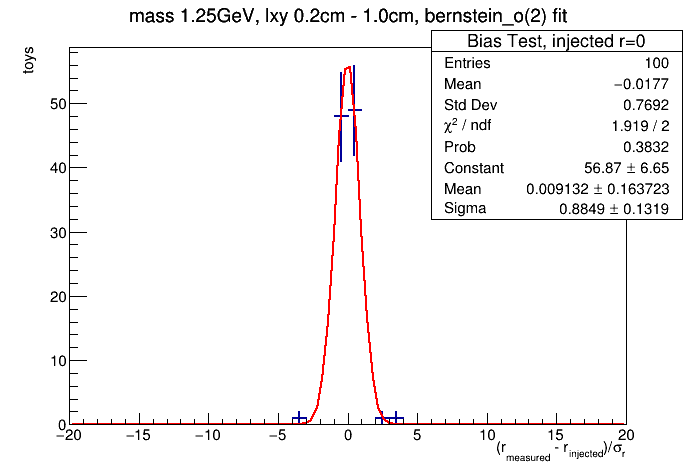 mass 1.25GeV, lxy 0.2cm - 1.0cm, bernstein_o(2) fit
toys
Bias Test, injected r=0
Entries 100
Mean −0.0177
Std Dev 0.7692
χ² / ndf 1.919 / 2
Prob 0.3832
Constant 56.87 ± 6.65
Mean 0.009132 ± 0.163723
Sigma 0.8849 ± 0.1319
50
40
30
20
10
0
−20 −15 −10 −5 0 5 10 15 20
(r_measured - r_injected)/σ_r